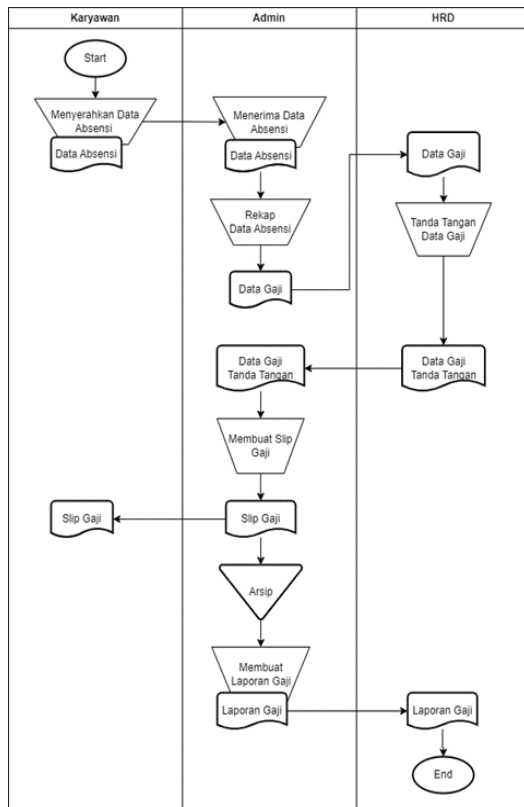 Karyawan
Admin
HRD
Start
Menyerahkan Data
Absensi
Data Absensi
Menerima Data
Absensi
Data Absensi
Data Gaji
Rekap
Data Absensi
Tanda Tangan
Data Gaji
Data Gaji
Data Gaji
Tanda Tangan
Data Gaji
Tanda Tangan
Membuat Slip
Gaji
Slip Gaji
Slip Gaji
Arsip
Membuat
Laporan Gaji
Laporan Gaji
Laporan Gaji
End